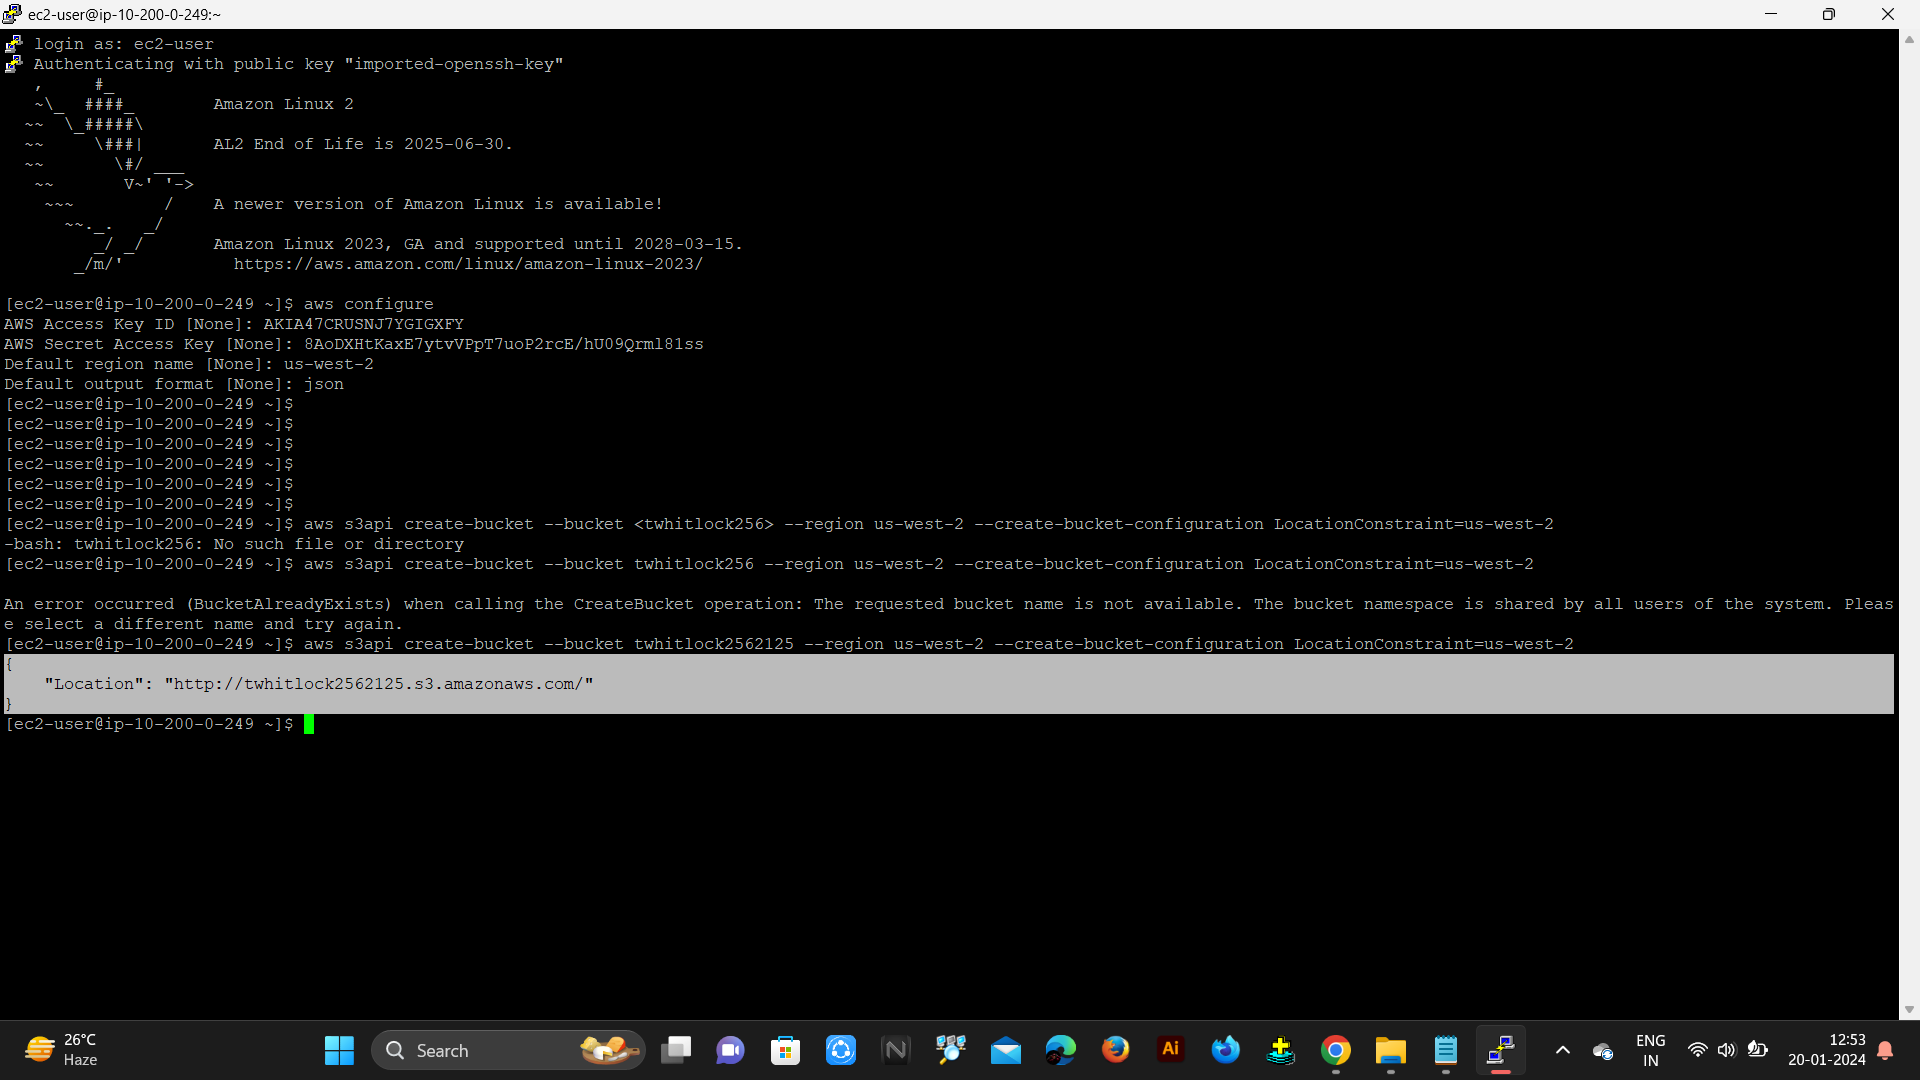 ec2-user@ip-10-200-0-249:~
login as: ec2-user
Authenticating with public key "imported-openssh-key"
   ,     #_
   ~\_  ####_        Amazon Linux 2
  ~~  \_#####\
  ~~     \###|       AL2 End of Life is 2025-06-30.
  ~~       \#/ ___
   ~~       V~' '->
    ~~~         /    A newer version of Amazon Linux is available!
      ~~._.   _/
         _/ _/       Amazon Linux 2023, GA and supported until 2028-03-15.
       _/m/'           https://aws.amazon.com/linux/amazon-linux-2023/
[ec2-user@ip-10-200-0-249 ~]$ aws configure
AWS Access Key ID [None]: AKIA47CRUSNJ7YGIGXFY
AWS Secret Access Key [None]: 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
Default region name [None]: us-west-2
Default output format [None]: json
[ec2-user@ip-10-200-0-249 ~]$
[ec2-user@ip-10-200-0-249 ~]$
[ec2-user@ip-10-200-0-249 ~]$
[ec2-user@ip-10-200-0-249 ~]$
[ec2-user@ip-10-200-0-249 ~]$
[ec2-user@ip-10-200-0-249 ~]$
[ec2-user@ip-10-200-0-249 ~]$ aws s3api create-bucket --bucket <twhitlock256> --region us-west-2 --create-bucket-configuration LocationConstraint=us-west-2
-bash: twhitlock256: No such file or directory
[ec2-user@ip-10-200-0-249 ~]$ aws s3api create-bucket --bucket twhitlock256 --region us-west-2 --create-bucket-configuration LocationConstraint=us-west-2
An error occurred (BucketAlreadyExists) when calling the CreateBucket operation: The requested bucket name is not available. The bucket namespace is shared by all users of the system. Pleas
e select a different name and try again.
[ec2-user@ip-10-200-0-249 ~]$ aws s3api create-bucket --bucket twhitlock2562125 --region us-west-2 --create-bucket-configuration LocationConstraint=us-west-2
{
    "Location": "http://twhitlock2562125.s3.amazonaws.com/"
}
[ec2-user@ip-10-200-0-249 ~]$
26°C
Haze
Search
N
Ai
ENG
IN
12:53
20-01-2024